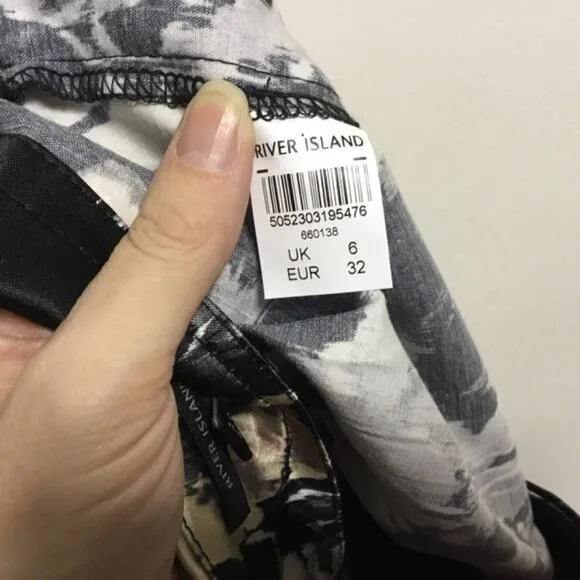 RIVER ISLAND
5052303195476
660138
UK 6
EUR 32
RIVER ISLAND